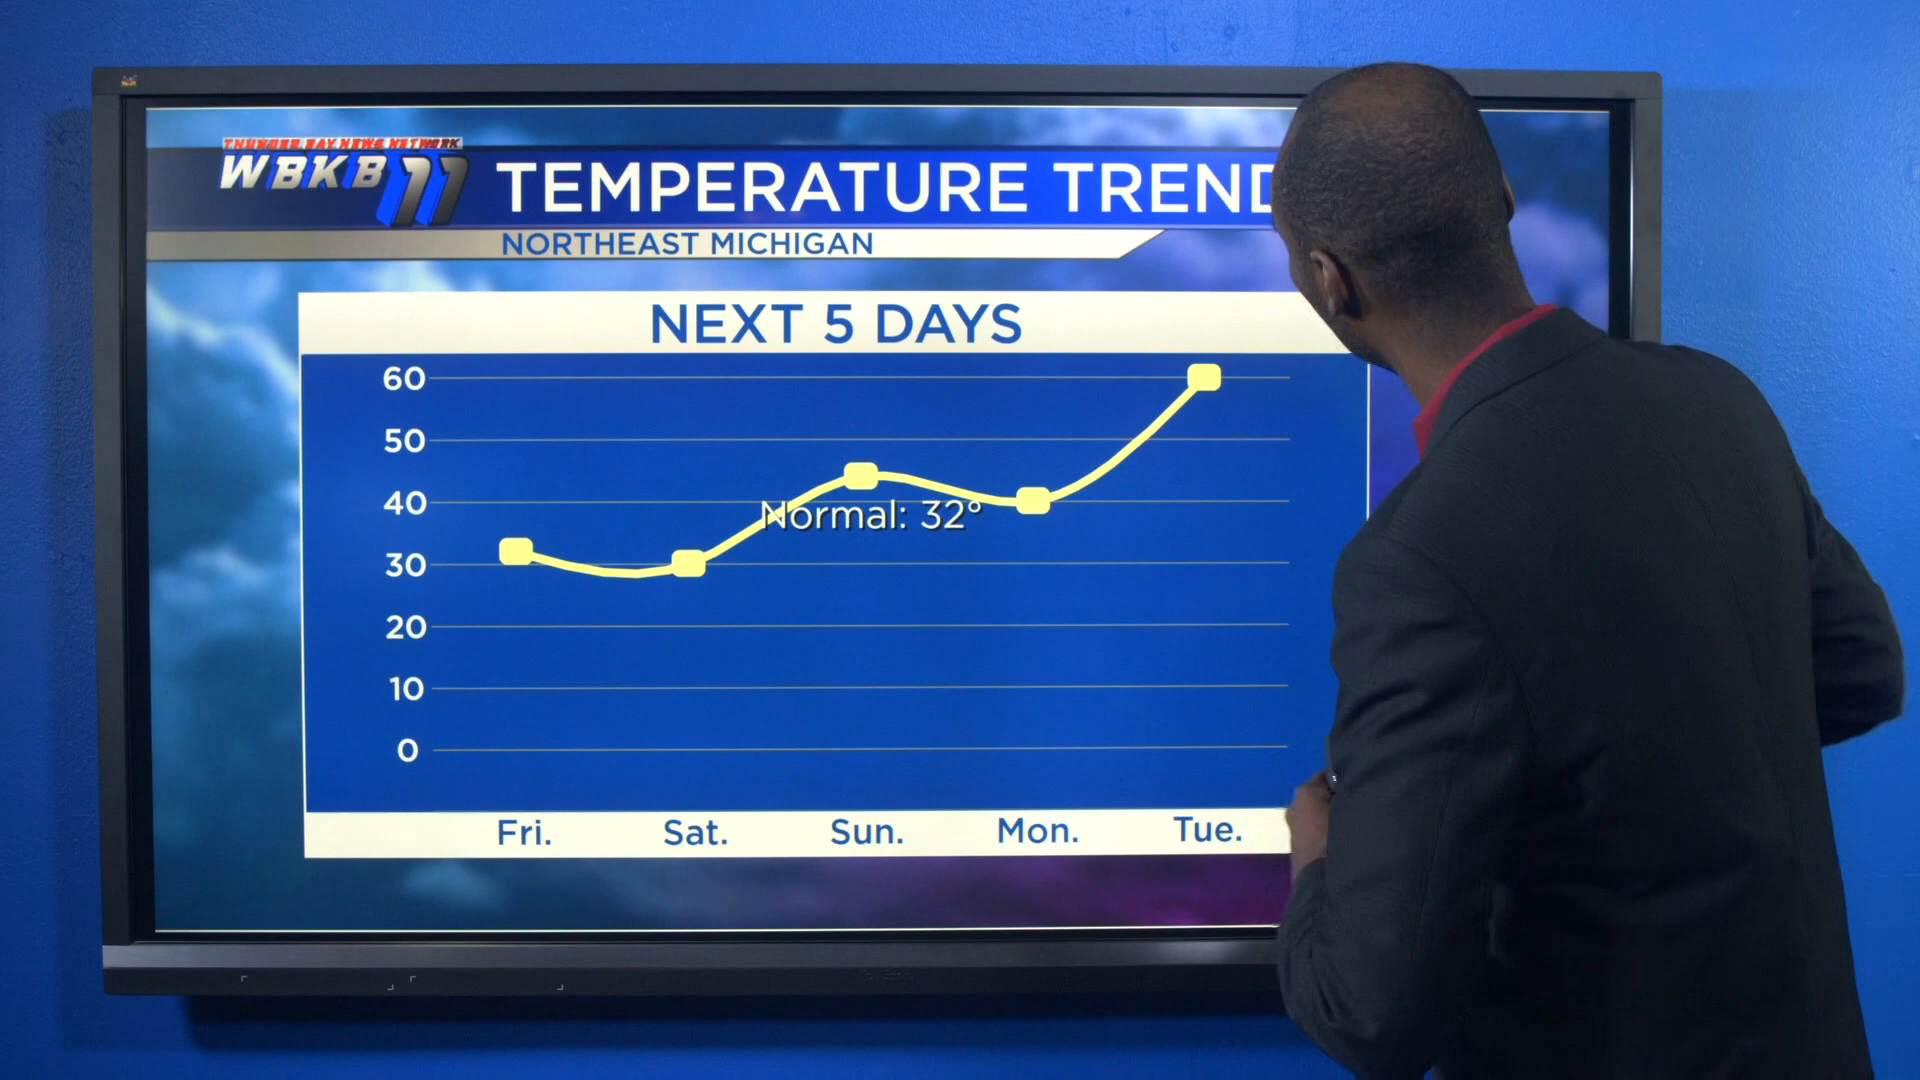 THUNDER BAY NEWS NETWORK
WBKB 11
TEMPERATURE TREND
NORTHEAST MICHIGAN
NEXT 5 DAYS
60
50
40
Normal: 32°
30
20
10
0
Fri. Sat. Sun. Mon. Tue.